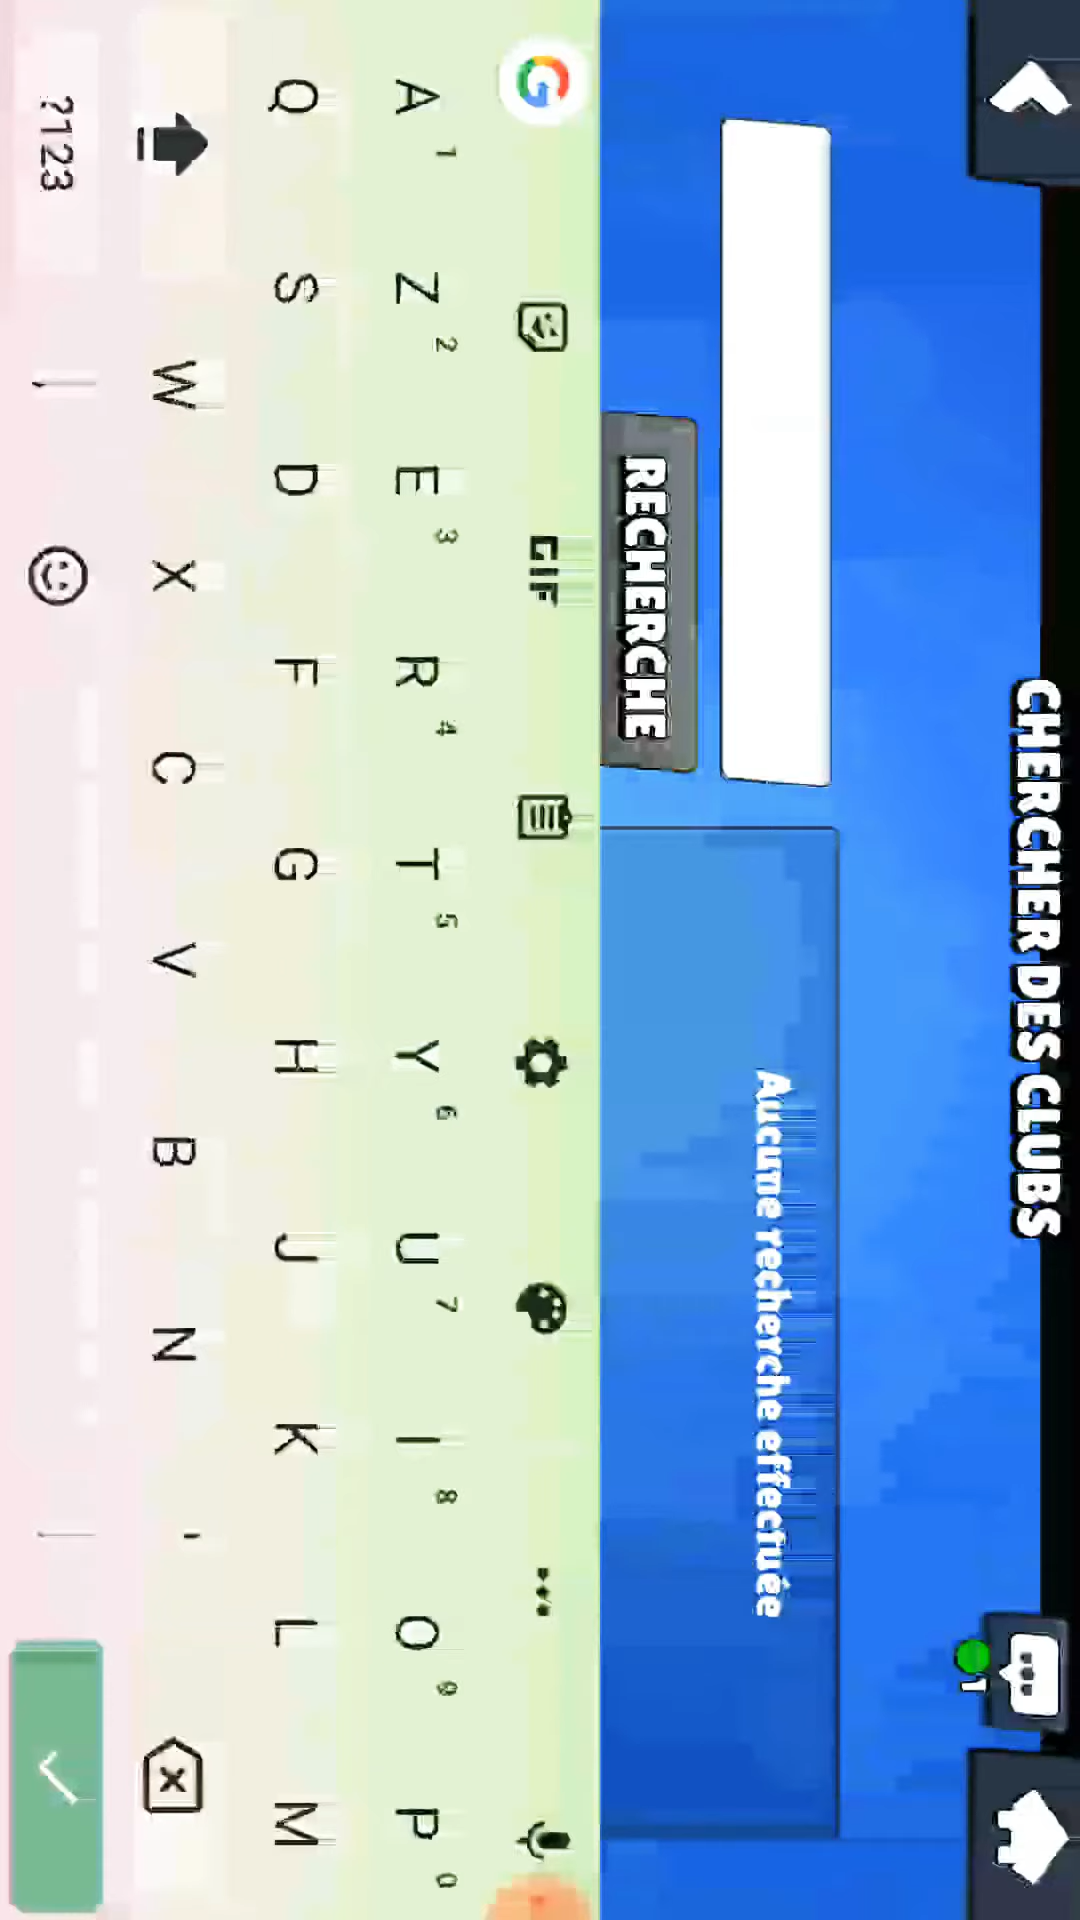 CHERCHER DES CLUBS
1
Aucune recherche effectuée
RECHERCHE
GIF
A 1 Z 2 E 3 R 4 T 5 Y 6 U 7 I 8 O 9 P 0
Q S D F G H J K L M
W X C V B N '
?123